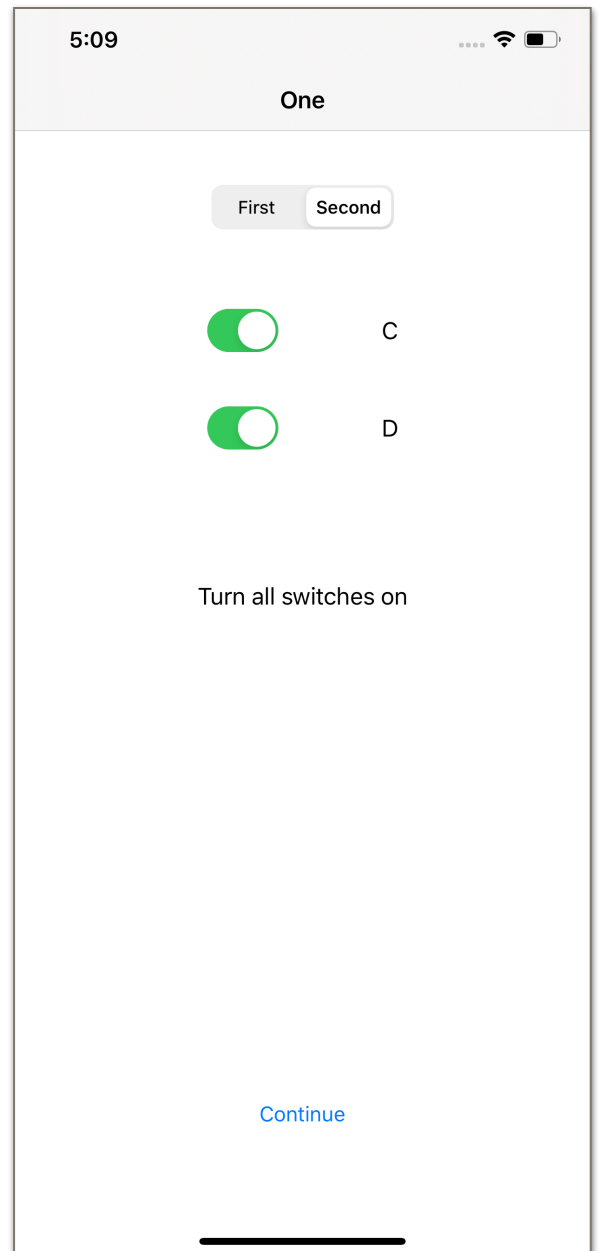 5:09
One
First Second
C
D
Turn all switches on
Continue